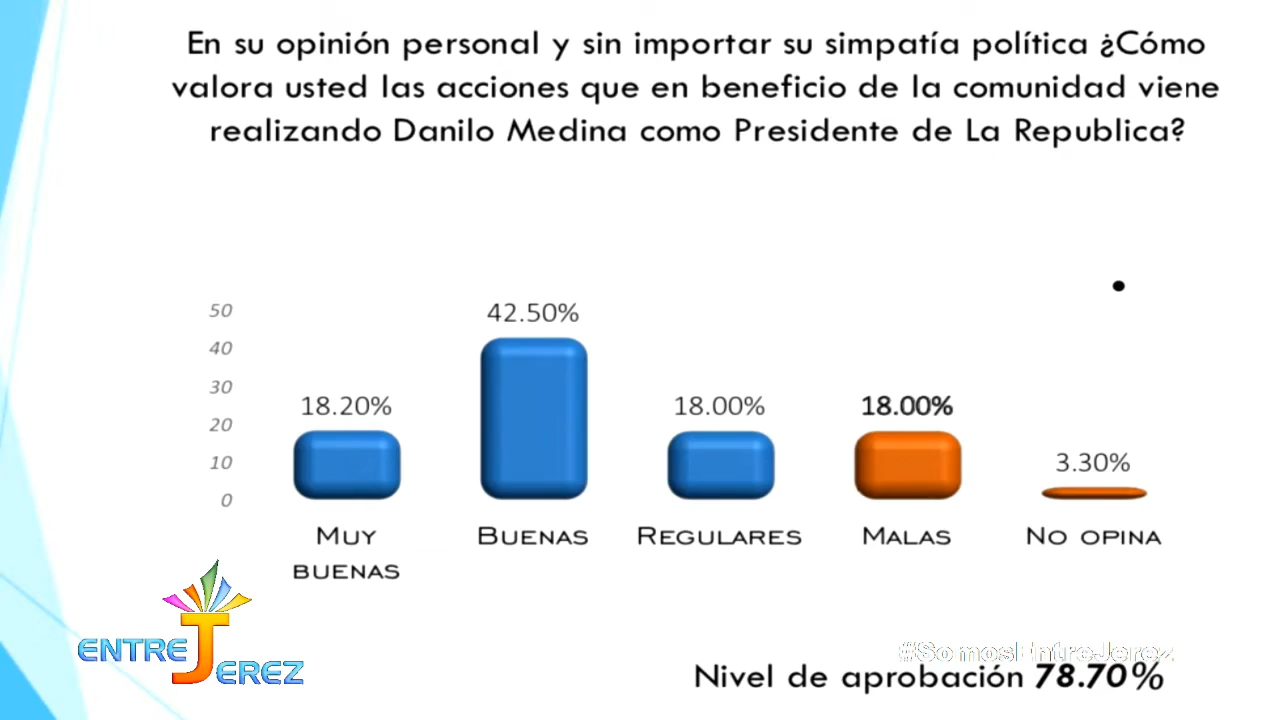 En su opinión personal y sin importar su simpatía política ¿Cómo
valora usted las acciones que en beneficio de la comunidad viene
realizando Danilo Medina como Presidente de La Republica?
50
40
30
20
10
0
18.20%
42.50%
18.00%
18.00%
3.30%
MUY
BUENAS
BUENAS
REGULARES
MALAS
NO OPINA
ENTRE
JEREZ
#SomosEntreJerez
Nivel de aprobación 78.70%